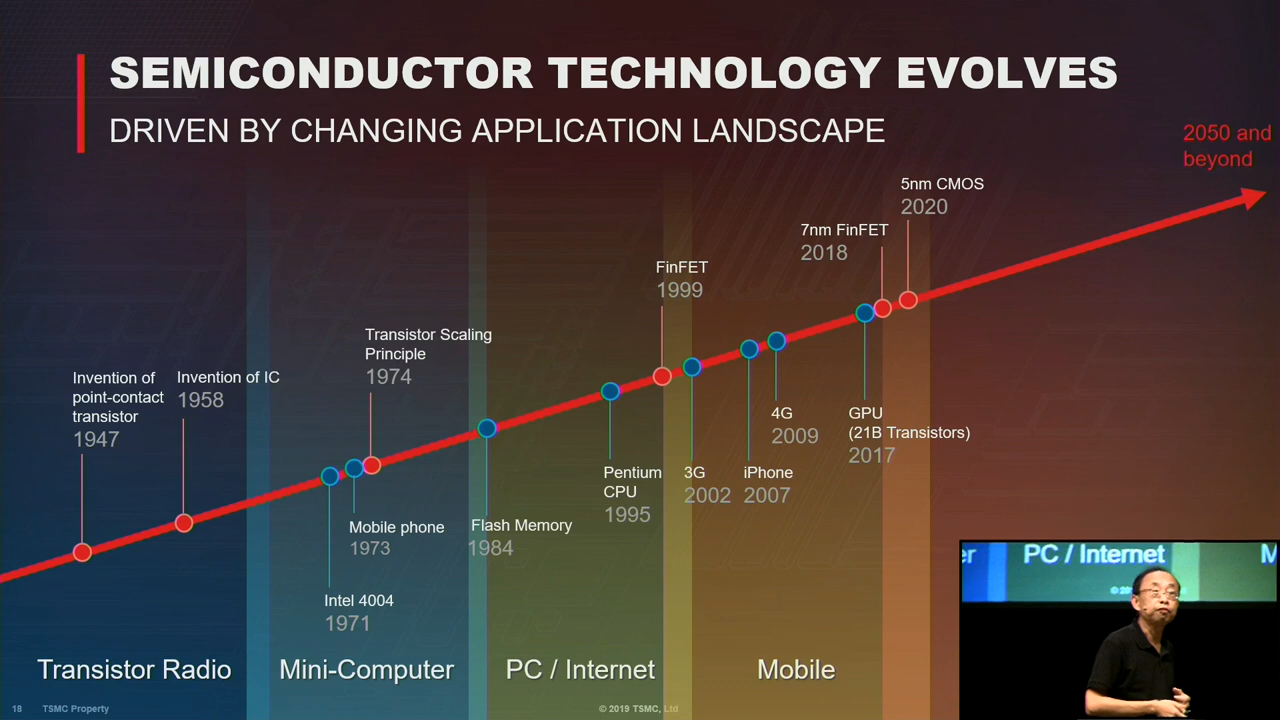 SEMICONDUCTOR TECHNOLOGY EVOLVES
DRIVEN BY CHANGING APPLICATION LANDSCAPE
2050 and
beyond
5nm CMOS
2020
7nm FinFET
2018
FinFET
1999
Transistor Scaling
Principle
1974
Invention of IC
1958
Invention of
point-contact
transistor
1947
4G
2009
GPU
(21B Transistors)
2017
Pentium
CPU
1995
3G
2002
iPhone
2007
Mobile phone
1973
Flash Memory
1984
Intel 4004
1971
Transistor Radio
Mini-Computer
PC / Internet
Mobile
18
TSMC Property
© 2019 TSMC, Ltd
er
PC / Internet
M